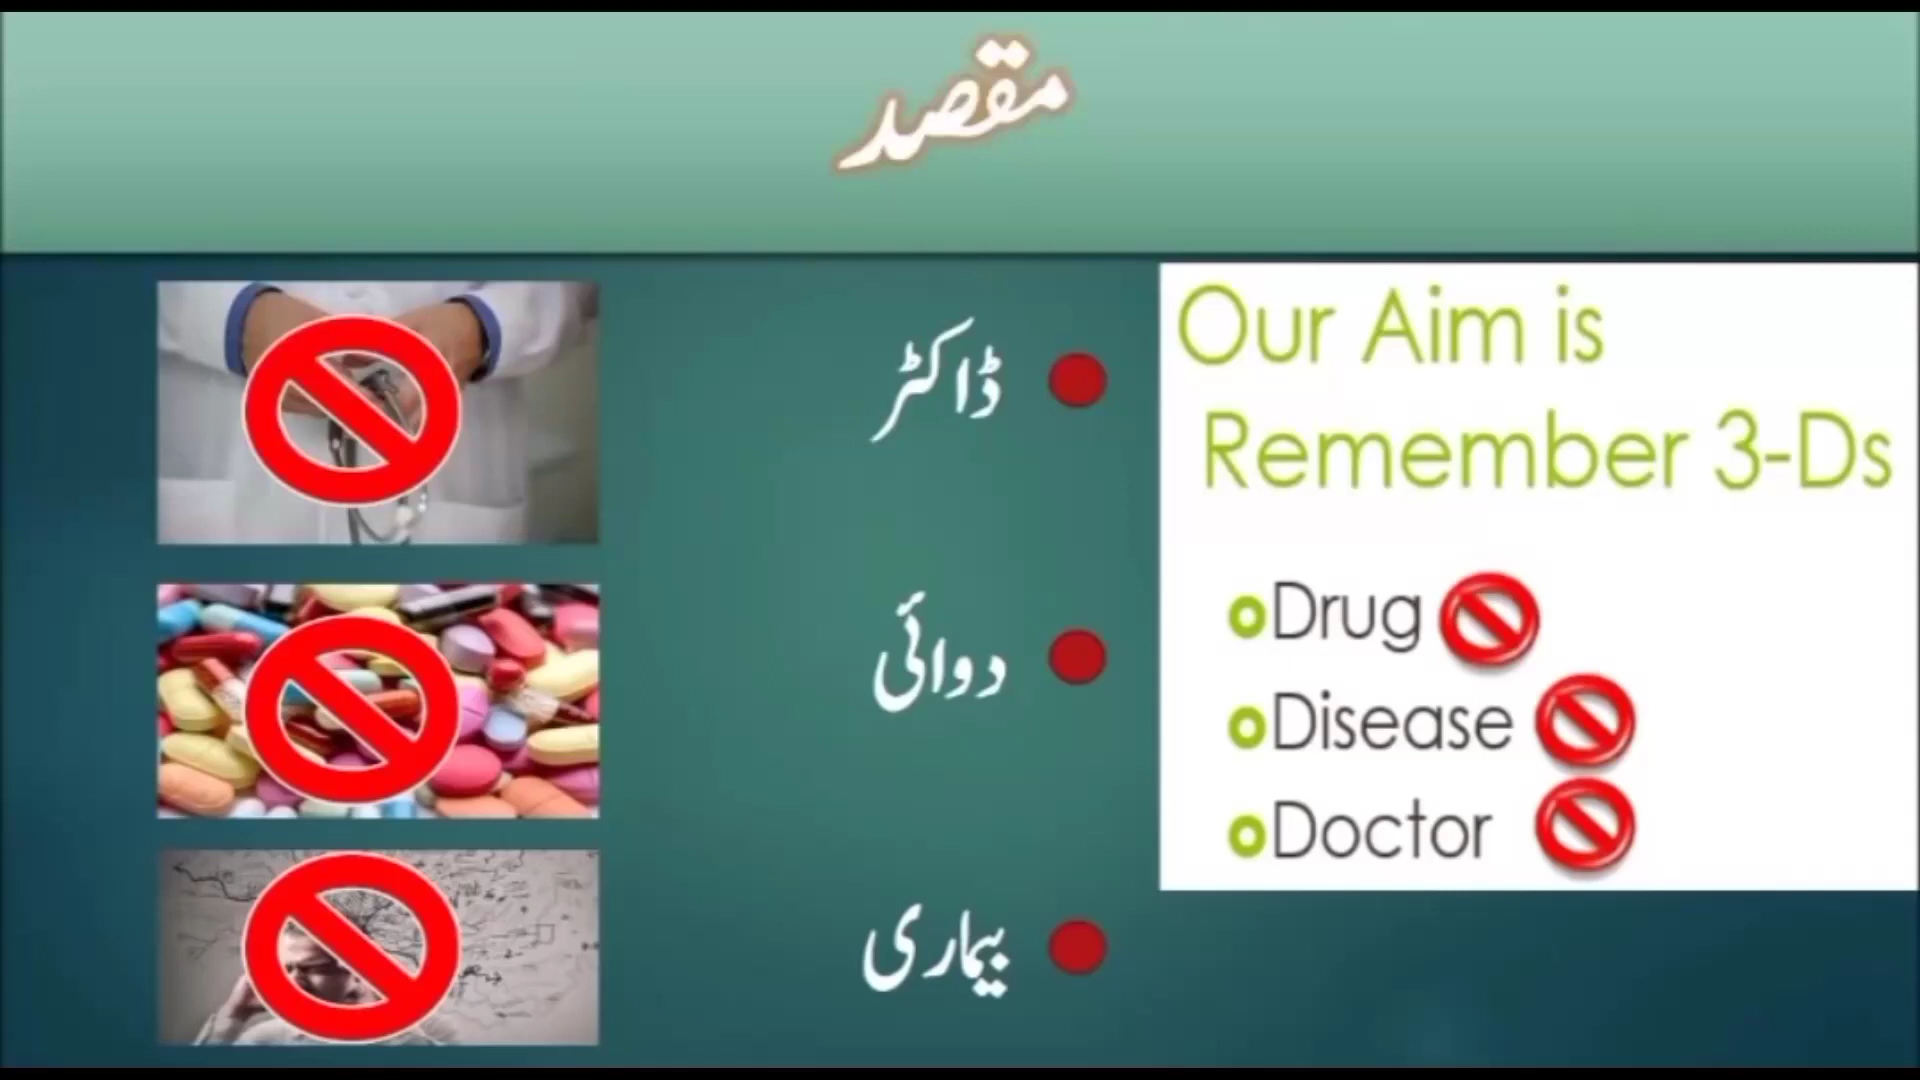 مقصد
ڈاکٹر
دوائی
بیماری
Our Aim is
Remember 3-Ds
Drug
Disease
Doctor